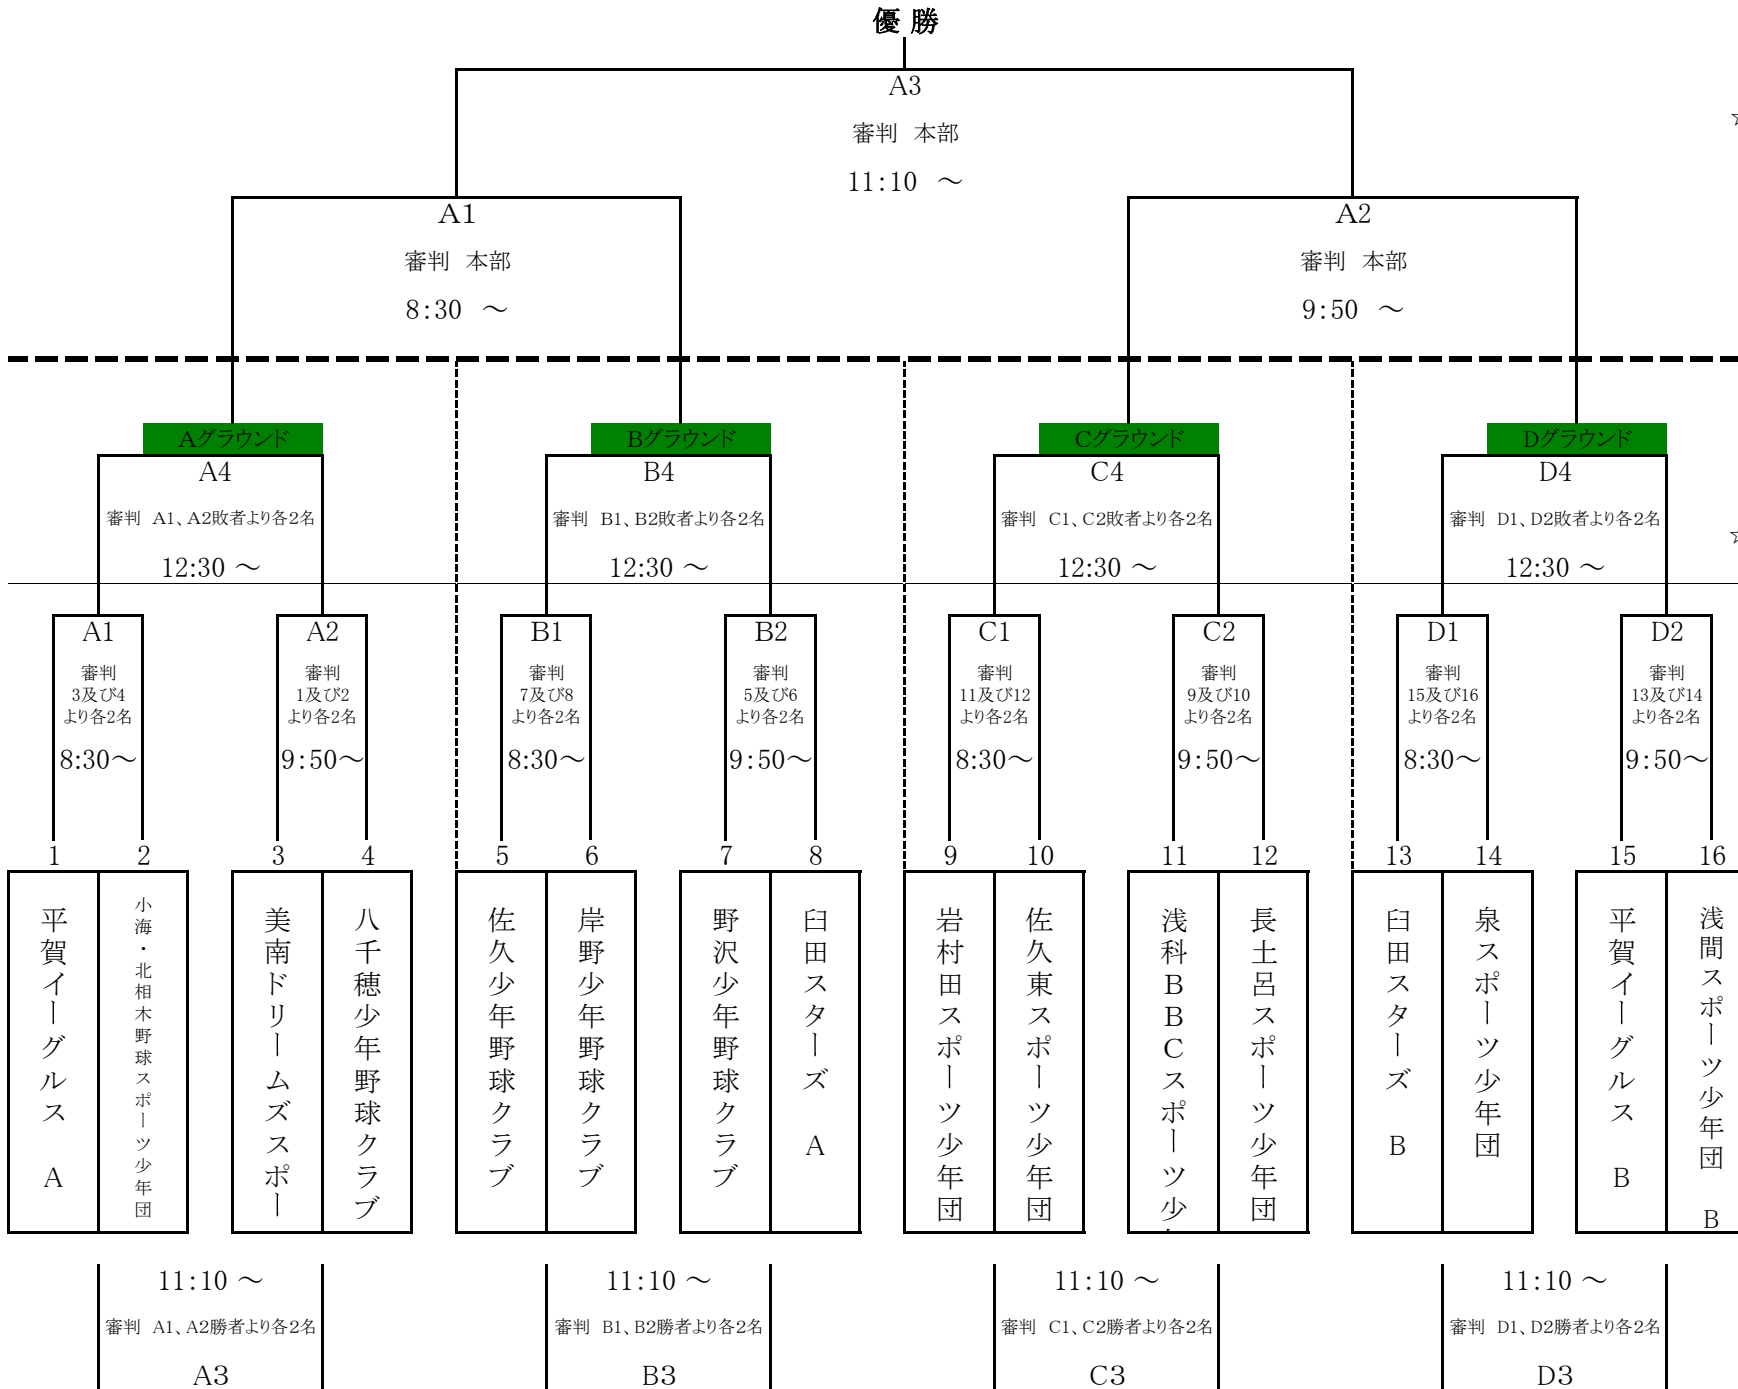 優 勝
A3
審判 本部
11:10 ～
☆
A1
審判 本部
8:30 ～
A2
審判 本部
9:50 ～
Aグラウンド
Bグラウンド
Cグラウンド
Dグラウンド
A4
審判 A1、A2敗者より各2名
12:30 ～
B4
審判 B1、B2敗者より各2名
12:30 ～
C4
審判 C1、C2敗者より各2名
12:30 ～
D4
審判 D1、D2敗者より各2名
12:30 ～
☆
A1
審判
3及び4
より各2名
8:30～
A2
審判
1及び2
より各2名
9:50～
B1
審判
7及び8
より各2名
8:30～
B2
審判
5及び6
より各2名
9:50～
C1
審判
11及び12
より各2名
8:30～
C2
審判
9及び10
より各2名
9:50～
D1
審判
15及び16
より各2名
8:30～
D2
審判
13及び14
より各2名
9:50～
1
平賀イーグルス A
2
小海・北相木野球スポーツ少年団
3
美南ドリームズスポー
4
八千穂少年野球クラブ
5
佐久少年野球クラブ
6
岸野少年野球クラブ
7
野沢少年野球クラブ
8
臼田スターズ A
9
岩村田スポーツ少年団
10
佐久東スポーツ少年団
11
浅科BBCスポーツ少
12
長土呂スポーツ少年団
13
臼田スターズ B
14
泉スポーツ少年団
15
平賀イーグルス B
16
浅間スポーツ少年団 B
11:10 ～
審判 A1、A2勝者より各2名
A3
11:10 ～
審判 B1、B2勝者より各2名
B3
11:10 ～
審判 C1、C2勝者より各2名
C3
11:10 ～
審判 D1、D2勝者より各2名
D3